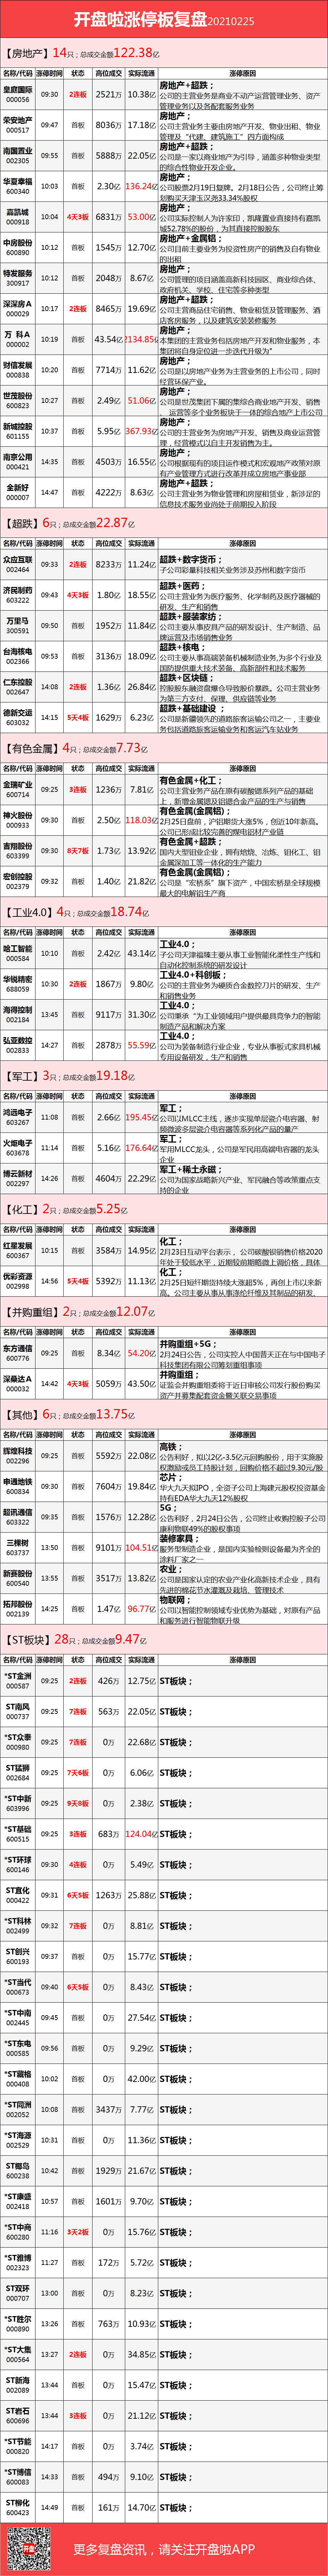 开盘啦涨停板复盘20210225
【房地产】14只；总成交金额122.38亿
名称/代码 涨停时间 状态 高位成交 实际流通 涨停原因
皇庭国际 000056 09:30 2连板 2521万 10.38亿 房地产+超跌；
公司的主营业务是商业不动产运营管理业务、资产管理业务以及各配套服务业务
荣安地产 000517 09:47 首板 8036万 17.18亿 房地产；
公司主营业务主要由房地产开发、物业出租、物业管理及“代建、建筑施工”四方面构成
南国置业 002305 09:55 首板 5888万 22.05亿 房地产+超跌；
公司是一家以商业地产为引导，涵盖多种物业类型的综合性物业开发企业。
华夏幸福 600340 10:03 首板 2.30亿 136.24亿 房地产；
公司股票2月19日复牌。2月18日公告，公司终止筹划购买天津玉汉尧33.34%股权
嘉凯城 000918 10:04 4天3板 6831万 53.00亿 房地产；
公司实际控制人为许家印，凯隆置业直接持有嘉凯城52.78%的股份，为其直接控股股东
中房股份 600890 10:12 首板 1545万 12.70亿 房地产+金属铝；
公司目前主要业务为投资性房产的销售及自有物业的出租
特发服务 300917 10:12 首板 2048万 8.67亿 房地产；
公司管理的项目涵盖高新科技园区、商业综合体、政府机关、学校、住宅等多种类型
深深房A 000029 10:17 2连板 8465万 19.69亿 房地产+超跌；
公司主营商品住宅销售、物业租赁及管理服务、酒店客房服务，以及建筑安装装修服务
万 科A 000002 10:19 首板 43.54亿 2134.85亿 房地产；
本集团的主营业务包括房地产开发和物业服务，本集团将自身定位进一步迭代升级为“
财信发展 000838 10:20 首板 7714万 11.62亿 房地产；
公司是以房地产业务为主营业务的上市公司，同时经营环保产业。
世茂股份 600823 10:27 首板 2.49亿 51.06亿 房地产；
公司是世茂集团下属的集综合商业地产开发、销售、运营等多个业务板块于一体的综合地产上市公司
新城控股 601155 10:37 首板 5.95亿 367.93亿 房地产；
公司的主营业务为房地产开发、销售及商业运营管理，经营模式以自主开发销售为主。
南京公用 000421 14:35 首板 4503万 16.55亿 房地产；
公司根据现有的项目运作模式和宏观地产政策对原有产业管理方式进行改革并成立房地产事业部
全新好 000007 14:47 首板 4222万 8.63亿 房地产+超跌；
公司主营业务为物业管理和房屋租赁业，新涉足的信息技术服务业尚处于前期投入阶段
【超跌】6只；总成交金额22.87亿
名称/代码 涨停时间 状态 高位成交 实际流通 涨停原因
众应互联 002464 09:33 2连板 8233万 11.24亿 超跌+数字货币；
子公司彩量科技相关业务涉及苏州和数字货币
济民制药 603222 09:43 4天3板 1.80亿 18.55亿 超跌+医药；
公司主营业务为医疗服务、化学制药及医疗器械的研发、生产和销售
万里马 300591 09:50 首板 1952万 11.84亿 超跌+服装家纺；
公司主要从事皮具产品的研发设计、生产制造、品牌运营及市场销售业务
台海核电 002366 09:53 首板 3136万 18.09亿 超跌+核电；
公司主要从事高端装备机械制造业务,为多个行业及国防提供重大技术装备、高新部件和技术服务
仁东控股 002647 14:08 2连板 1.36亿 26.84亿 超跌+区块链；
控股股东融资盘爆仓导致股价暴跌。公司主营业务为第三方支付、保理、供应链等业务
德新交运 603032 14:15 5天4板 1629万 6.23亿 超跌+基础建设；
公司是新疆领先的道路旅客运输公司之一，主要业务包括道路旅客运输业务和客运汽车站业务
【有色金属】4只；总成交金额7.73亿
名称/代码 涨停时间 状态 高位成交 实际流通 涨停原因
金瑞矿业 600714 09:25 3连板 1236万 7.81亿 有色金属+化工；
公司主营业务产品在原有碳酸锶系列产品的基础上，新增金属锶及铝锶合金产品的生产与销售
神火股份 000933 09:30 首板 2.50亿 118.03亿 有色金属(金属铝)；
2月25日盘前，沪铝期货大涨5%，创近10年新高。公司已形成比较完善的煤电铝材产业链
吉翔股份 603399 09:30 8天7板 1.73亿 13.92亿 有色金属+超跌；
国内大型钼业企业，拥有焙烧、冶炼、钼化工、钼金属深加工等一体化的生产能力
宏创控股 002379 09:32 首板 1.40亿 21.82亿 有色金属(金属铝)；
公司是“宏桥系”旗下资产，中国宏桥是全球规模最大的电解铝生产商
【工业4.0】4只；总成交金额18.74亿
名称/代码 涨停时间 状态 高位成交 实际流通 涨停原因
哈工智能 000584 10:10 首板 2.42亿 43.14亿 工业4.0；
子公司天津福臻主要从事工业智能化柔性生产线和自动化控制系统的研发设计
华锐精密 688059 10:30 2连板 1867万 9.80亿 工业4.0+科创板；
公司的主营业务为硬质合金数控刀片的研发、生产和销售业务
海得控制 002184 13:45 首板 9117万 31.30亿 工业4.0；
公司秉承“为工业领域用户提供最具竞争力的智能制造产品和解决方案
弘亚数控 002833 14:27 首板 2878万 55.59亿 工业4.0；
公司为装备制造行业企业，专业从事板式家具机械专用设备研发，生产和销售
【军工】3只；总成交金额19.18亿
名称/代码 涨停时间 状态 高位成交 实际流通 涨停原因
鸿远电子 603267 11:08 首板 2.66亿 195.45亿 军工；
公司以MLCC主线，逐步实现单层瓷介电容器、射频微波多层瓷介电容器等系列化产品的量产
火炬电子 603678 11:14 首板 5.16亿 176.64亿 军工；
军用MLCC龙头，公司是军民用高端电容器的龙头企业
博云新材 002297 14:26 首板 4604万 22.29亿 军工+稀土永磁；
公司为国家战略新兴产业、军民融合等政策重点支持的企业
【化工】2只；总成交金额5.25亿
名称/代码 涨停时间 状态 高位成交 实际流通 涨停原因
红星发展 600367 10:15 首板 3584万 14.95亿 化工；
2月23日互动平台表示，公司碳酸钡销售价格2020年处于较低水平，近期较前期略微上调价格，具体
优彩资源 002998 14:56 5天4板 5392万 11.13亿 化工；
2月25日短纤期货持续大涨超5%，再创上市以来新高。公司主要从事从事涤纶纤维及其制品的研发、
【并购重组】2只；总成交金额12.07亿
名称/代码 涨停时间 状态 高位成交 实际流通 涨停原因
东方通信 600776 09:25 首板 8.34亿 54.20亿 并购重组+5G；
2月24日公告，公司实控人中国普天正在与中国电子科技集团有限公司筹划重组事项
深桑达A 000032 14:42 4天3板 5059万 43.50亿 并购重组；
证监会并购重组委将于近日审核公司发行股份购买资产并募集配套资金暨关联交易事项
【其他】6只；总成交金额13.75亿
名称/代码 涨停时间 状态 高位成交 实际流通 涨停原因
辉煌科技 002296 09:25 首板 5592万 22.08亿 高铁；
公告利好，拟以2亿-3.5亿元回购股份，用于实施股权激励或员工持股计划，回购价格不超过9.30元/股
申通地铁 600834 09:30 首板 7604万 19.84亿 芯片；
华大九天拟IPO，全资子公司上海建元股权投资基金持有EDA华大九天12%股权
超讯通信 603322 09:35 首板 1576万 12.28亿 5G；
公告利好，2月24日公告，公司终止收购控股子公司康利物联49%的股权事项
三棵树 603737 13:50 首板 9101万 104.51亿 装修家具；
服务型制造企业，是国内实验检测设备最为齐全的涂料厂家之一
新赛股份 600540 13:55 首板 3517万 13.82亿 农业；
公司是国家认定的农业产业化高新技术企业，具有先进的棉花节水灌溉及栽培、管理技术
拓邦股份 002139 14:25 首板 1.47亿 96.77亿 物联网；
公司以智能控制领域专业优势为基础，对原有产品和服务进行智能物联升级
【ST板块】28只；总成交金额9.47亿
名称/代码 涨停时间 状态 高位成交 实际流通 涨停原因
*ST金洲 000587 09:25 2连板 426万 12.75亿 ST板块；
ST南风 000737 09:25 7连板 563万 22.05亿 ST板块；
*ST众泰 000980 09:25 7连板 0万 22.68亿 ST板块；
ST猛狮 002684 09:25 7天6板 0万 6.06亿 ST板块；
*ST中新 603996 09:25 9天8板 0万 2.38亿 ST板块；
*ST基础 600515 09:25 3连板 683万 124.04亿 ST板块；
*ST环球 600146 09:30 4连板 0万 5.49亿 ST板块；
ST宜化 000422 09:31 6天5板 1263万 25.88亿 ST板块；
*ST科林 002499 09:32 7连板 0万 8.81亿 ST板块；
ST创兴 600193 09:37 首板 0万 15.77亿 ST板块；
*ST当代 000673 09:40 6天5板 0万 8.43亿 ST板块；
*ST中南 002445 09:45 首板 0万 27.54亿 ST板块；
*ST东电 000585 09:56 首板 0万 9.29亿 ST板块；
*ST藏格 000408 10:02 首板 0万 42.00亿 ST板块；
*ST同洲 002052 10:08 首板 3437万 7.77亿 ST板块；
*ST海源 002529 10:31 首板 0万 11.36亿 ST板块；
ST椰岛 600238 10:42 首板 1929万 21.67亿 ST板块；
*ST康盛 002418 10:57 首板 1601万 9.70亿 ST板块；
*ST中商 600280 11:16 3天2板 0万 15.76亿 ST板块；
*ST雅博 002323 11:27 首板 172万 5.72亿 ST板块；
ST双环 000707 13:00 首板 0万 8.23亿 ST板块；
*ST胜尔 000890 13:26 首板 763万 10.93亿 ST板块；
*ST大集 000564 13:27 2连板 0万 34.85亿 ST板块；
ST新海 002089 13:44 首板 0万 15.47亿 ST板块；
ST岩石 600696 13:44 3连板 0万 21.12亿 ST板块；
*ST节能 000820 14:17 首板 0万 3.74亿 ST板块；
*ST博信 600083 14:33 首板 494万 9.10亿 ST板块；
ST柳化 600423 14:49 首板 161万 14.70亿 ST板块；
开盘
更多复盘资讯，请关注开盘啦APP